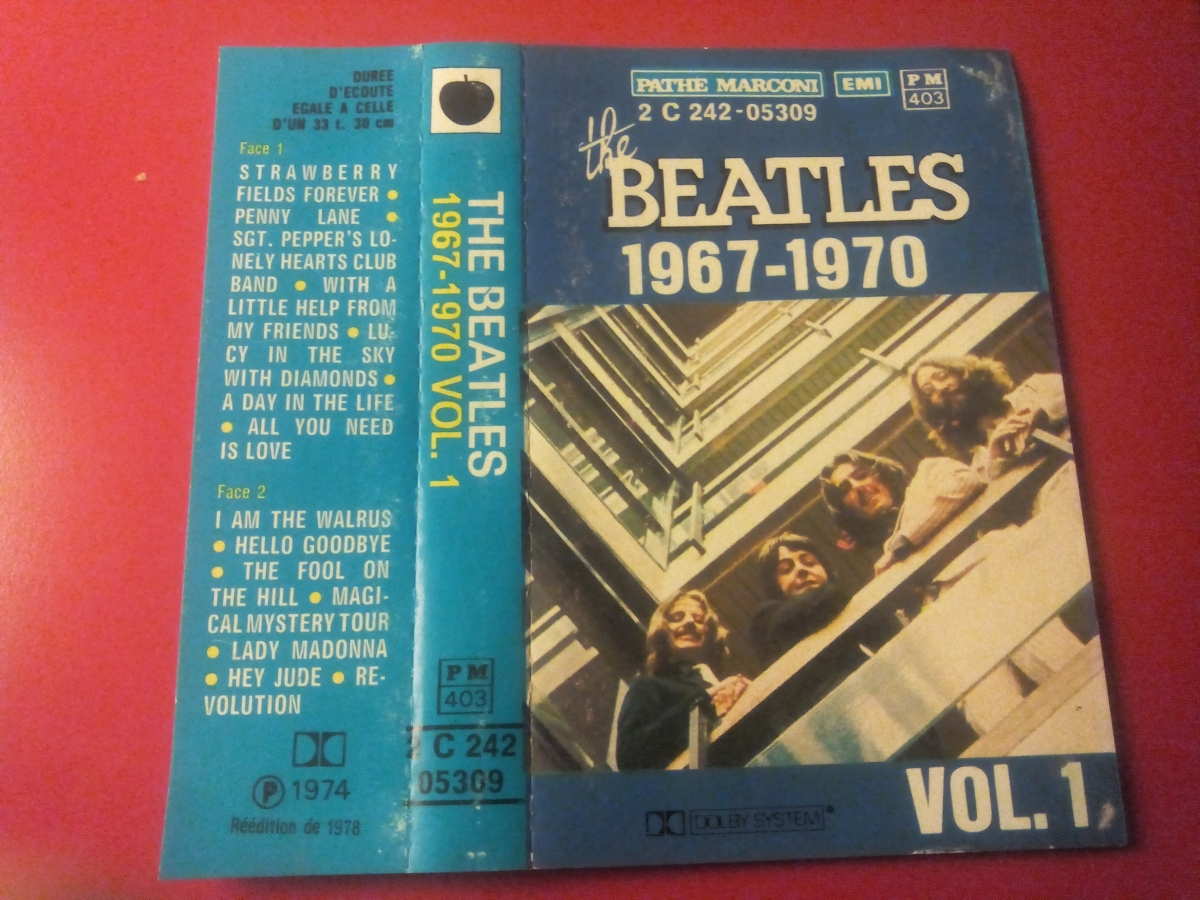 DUREE
D'ECOUTE
EGALE A CELLE
D'UN 33 t. 30 cm
Face 1
STRAWBERRY
FIELDS FOREVER •
PENNY LANE •
SGT. PEPPER'S LO-
NELY HEARTS CLUB
BAND • WITH A
LITTLE HELP FROM
MY FRIENDS • LU-
CY IN THE SKY
WITH DIAMONDS •
A DAY IN THE LIFE
• ALL YOU NEED
IS LOVE
Face 2
I AM THE WALRUS
• HELLO GOODBYE
• THE FOOL ON
THE HILL • MAGI-
CAL MYSTERY TOUR
• LADY MADONNA
• HEY JUDE • RE-
VOLUTION
Ⓟ 1974
Réédition de 1978
THE BEATLES
1967-1970 VOL. 1
PM
403
2 C 242
05309
PATHE MARCONI EMI PM
403
2 C 242-05309
the
BEATLES
1967-1970
VOL. 1
DOLBY SYSTEM